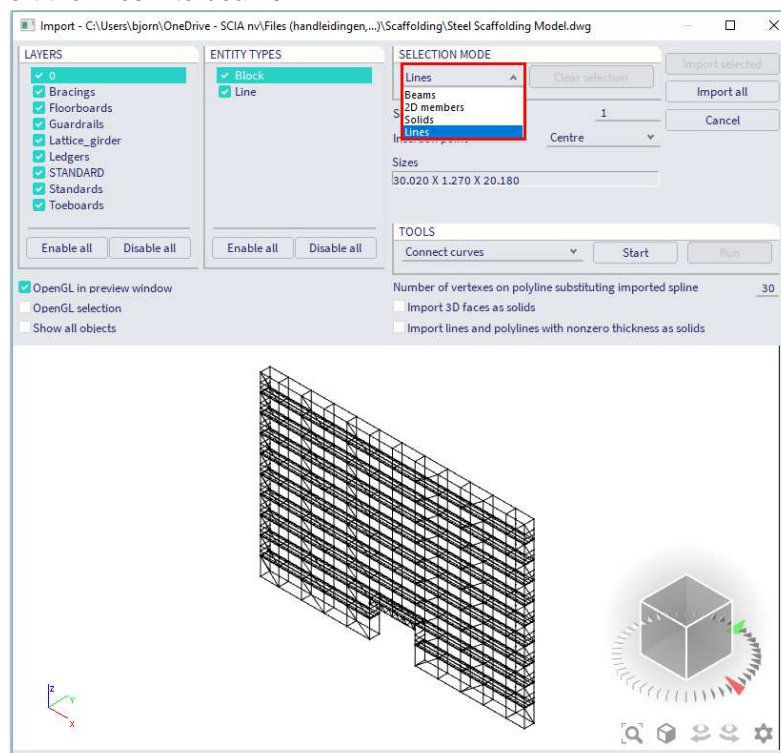 Import - C:\Users\bjorn\OneDrive - SCIA nv\Files (handleidingen,...)\Scaffolding\Steel Scaffolding Model.dwg
LAYERS
0
Bracings
Floorboards
Guardrails
Lattice_girder
Ledgers
STANDARD
Standards
Toeboards
Enable all Disable all
ENTITY TYPES
Block
Line
Enable all Disable all
SELECTION MODE
Lines Clear selection
Beams
2D members
Solids
Lines
1
Centre
Sizes
30.020 X 1.270 X 20.180
Import selected
Import all
Cancel
TOOLS
Connect curves Start Run
OpenGL in preview window
OpenGL selection
Show all objects
Number of vertexes on polyline substituting imported spline 30
Import 3D faces as solids
Import lines and polylines with nonzero thickness as solids
z
Y
x